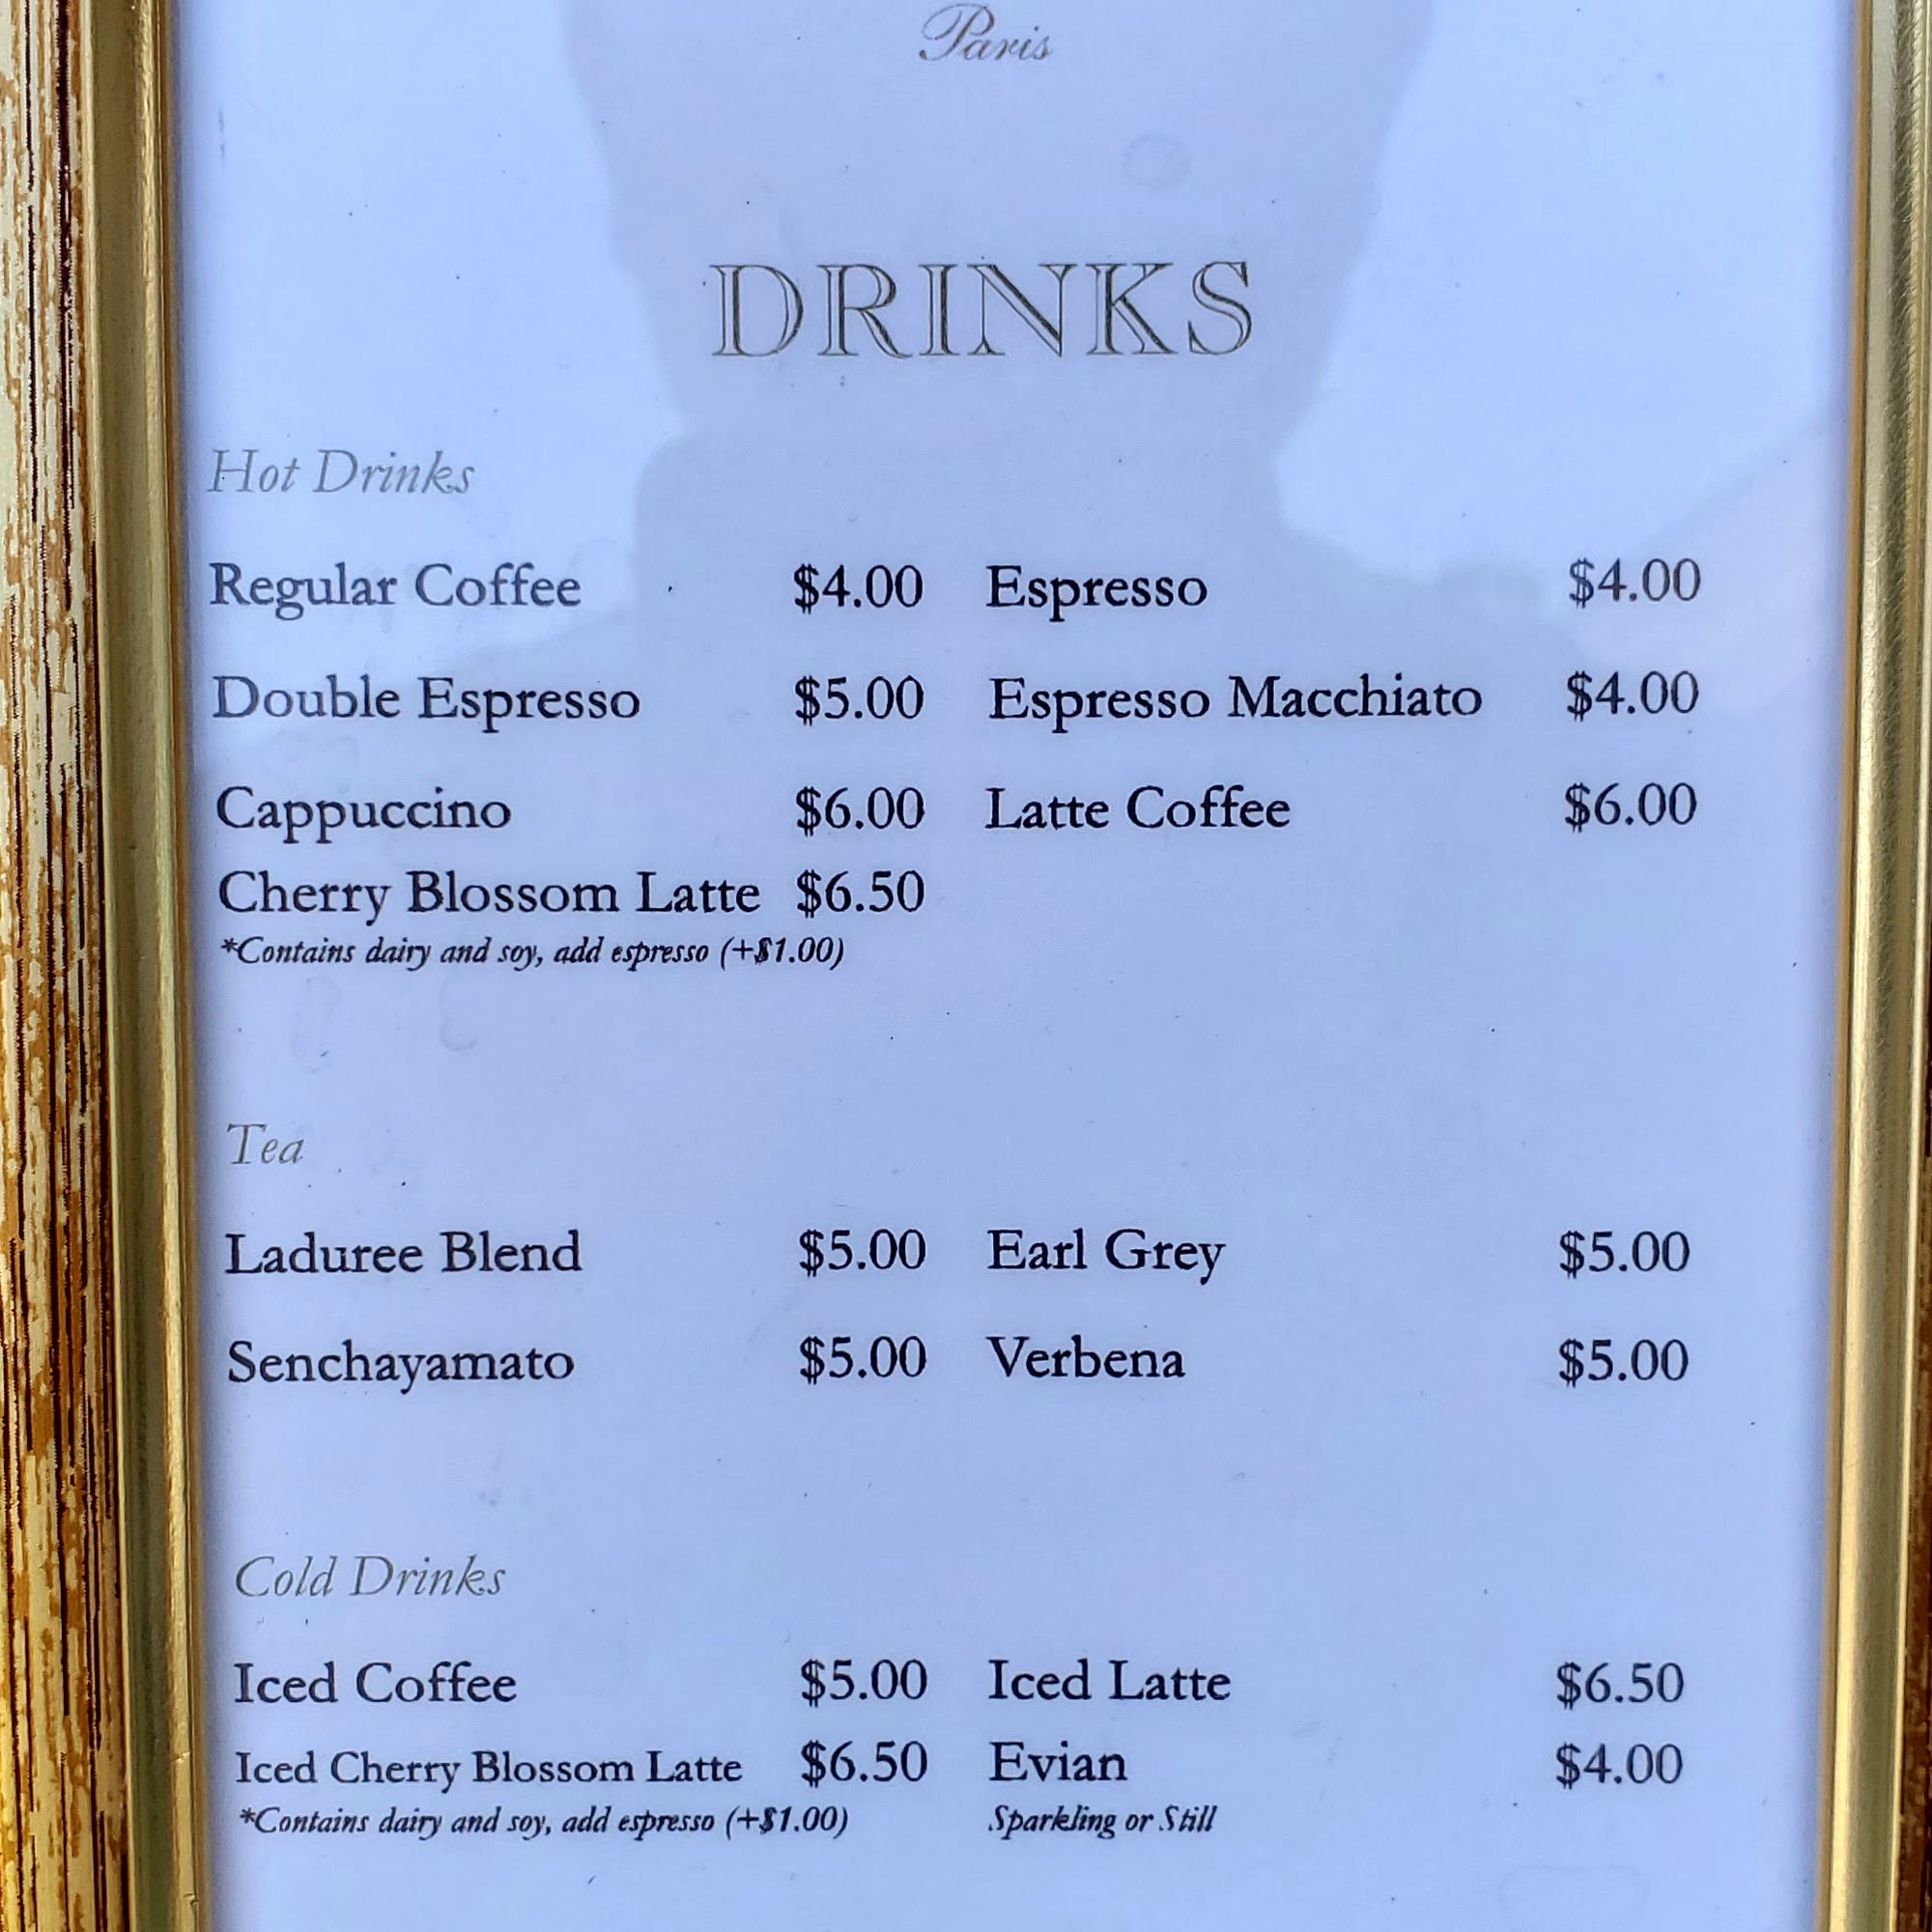 Paris
DRINKS
Hot Drinks
Regular Coffee $4.00 Espresso $4.00
Double Espresso $5.00 Espresso Macchiato $4.00
Cappuccino $6.00 Latte Coffee $6.00
Cherry Blossom Latte $6.50
*Contains dairy and soy, add espresso (+$1.00)
Tea
Laduree Blend $5.00 Earl Grey $5.00
Senchayamato $5.00 Verbena $5.00
Cold Drinks
Iced Coffee $5.00 Iced Latte $6.50
Iced Cherry Blossom Latte $6.50 Evian $4.00
*Contains dairy and soy, add espresso (+$1.00) Sparkling or Still